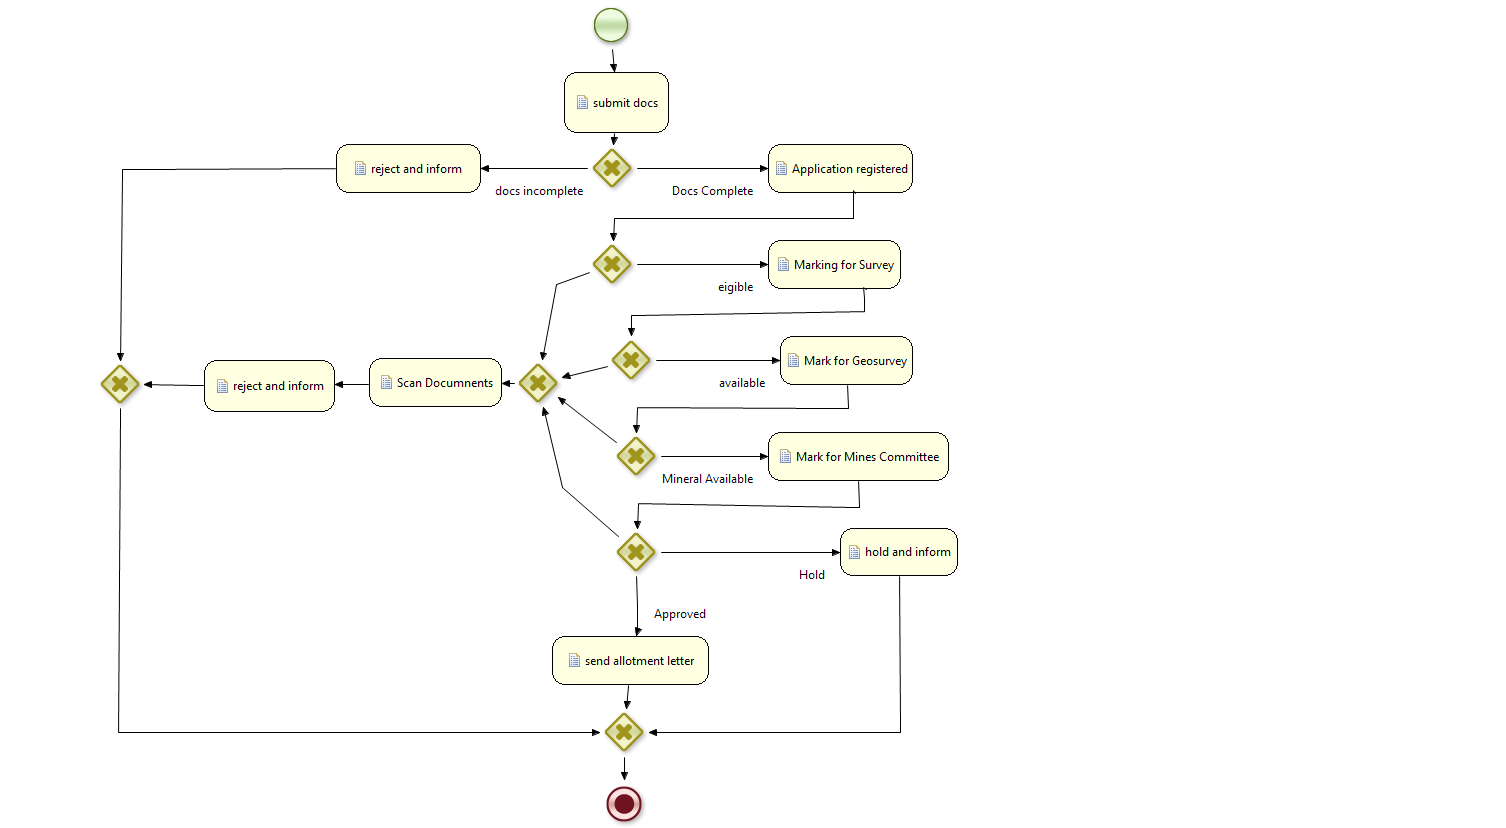 submit docs
reject and inform
Application registered
docs incomplete
Docs Complete
Marking for Survey
eigible
Mark for Geosurvey
reject and inform
Scan Documnents
available
Mark for Mines Committee
Mineral Available
hold and inform
Hold
Approved
send allotment letter